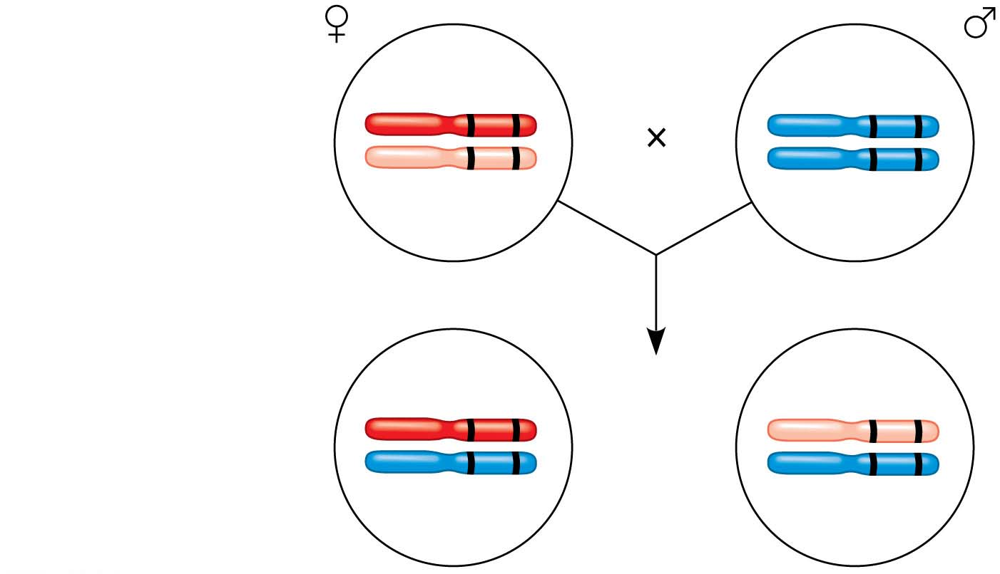 ♀ ♂
×